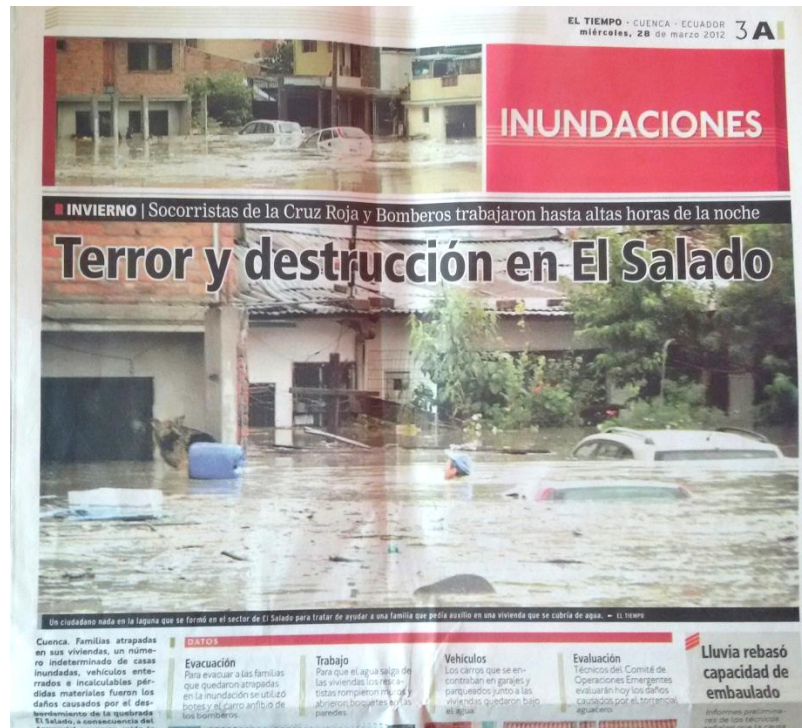 EL TIEMPO · CUENCA · ECUADOR
miércoles, 28 de marzo 2012
3A
INUNDACIONES
INVIERNO | Socorristas de la Cruz Roja y Bomberos trabajaron hasta altas horas de la noche
Terror y destrucción en El Salado
Un ciudadano nada en la laguna que se formó en el sector de El Salado para tratar de ayudar a una familia que pedía auxilio en una vivienda que se cubría de agua. – EL TIEMPO
Cuenca. Familias atrapadas
en sus viviendas, un núme-
ro indeterminado de casas
inundadas, vehículos ente-
rrados e incalculables pér-
didas materiales fueron los
daños causados por el des-
bordamiento de la quebrada
El Salado, a consecuencia del
DATOS
Evacuación
Para evacuar a las familias
que quedaron atrapadas
en la inundación se utilizó
botes y el carro anfibio de
los bomberos.
Trabajo
Para que el agua salga de
las viviendas los resca-
tistas rompieron muros y
abrieron boquetes en las
paredes.
Vehículos
Los carros que se en-
contraban en garajes y
parqueados junto a las
viviendas quedaron bajo
el agua.
Evaluación
Técnicos del Comité de
Operaciones Emergentes
evaluarán hoy los daños
causados por el torrencial
aguacero.
Lluvia rebasó
capacidad de
embaulado
Informes prelimina-
res de los técnicos